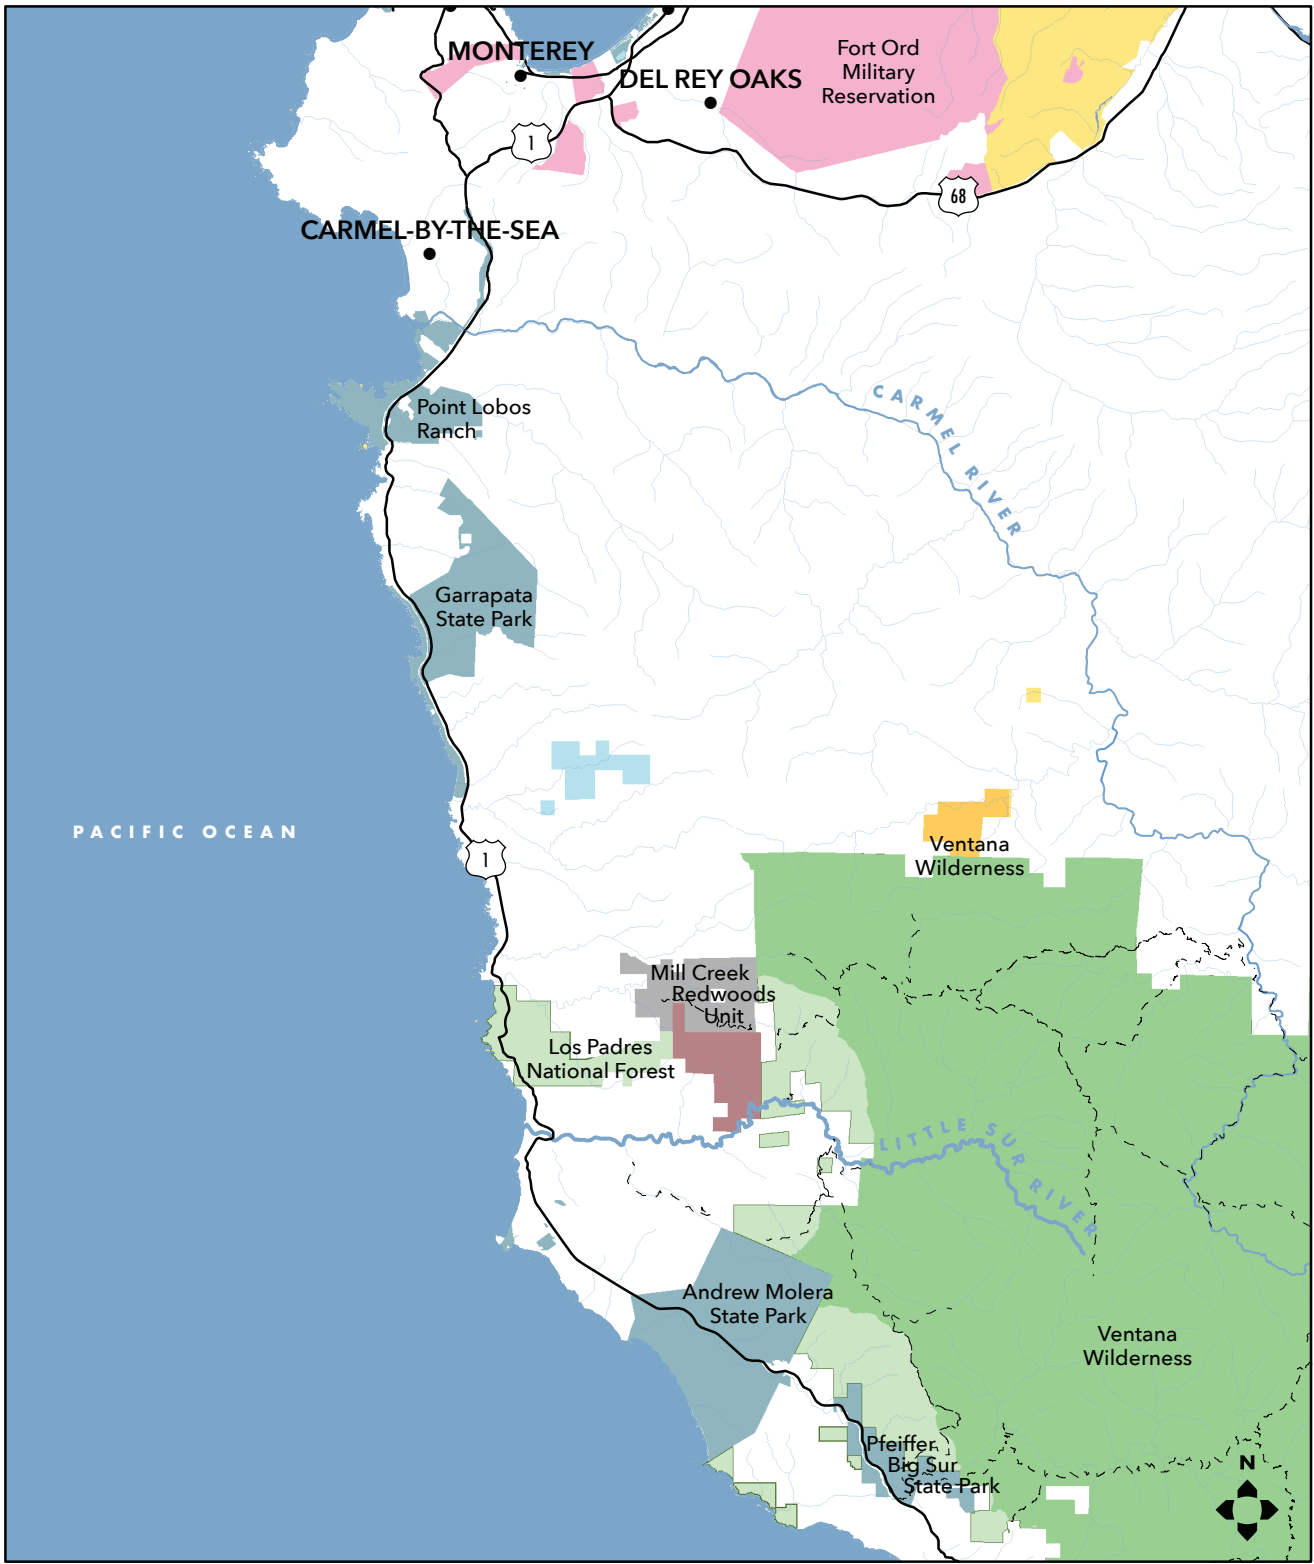 MONTEREY
DEL REY OAKS
Fort Ord
Military
Reservation
1
68
CARMEL-BY-THE-SEA
CARMEL RIVER
Point Lobos
Ranch
Garrapata
State Park
PACIFIC OCEAN
1
Ventana
Wilderness
Mill Creek
Redwoods
Unit
Los Padres
National Forest
LITTLE SUR RIVER
Andrew Molera
State Park
Ventana
Wilderness
Pfeiffer
Big Sur
State Park
N